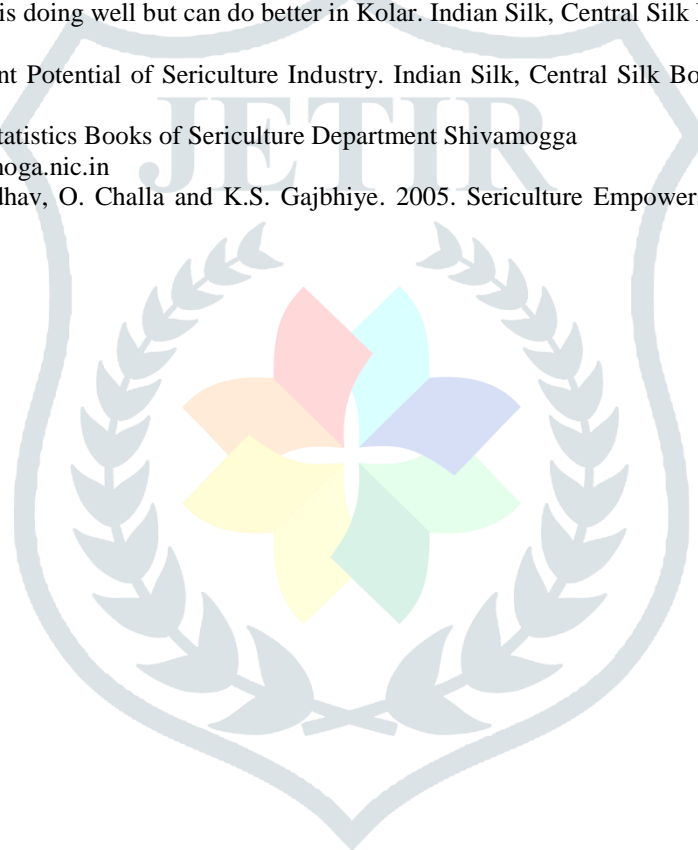 is doing well but can do better in Kolar. Indian Silk, Central Silk
nt Potential of Sericulture Industry. Indian Silk, Central Silk Bo
tatistics Books of Sericulture Department Shivamogga
noga.nic.in
dhav, O. Challa and K.S. Gajbhiye. 2005. Sericulture Empower
JETIR